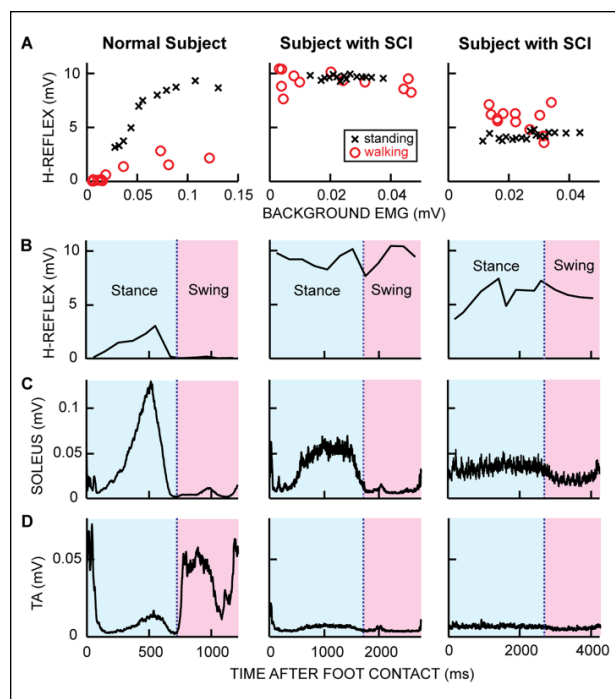 Normal Subject Subject with SCI Subject with SCI
A
H-REFLEX (mV)
10
5
0
× standing
○ walking
0 0.05 0.10 0.15 0 0.02 0.04 0 0.02 0.04
BACKGROUND EMG (mV)
B
H-REFLEX (mV)
10
5
0
Stance Swing Stance Swing Stance Swing
C
SOLEUS (mV)
0.1
0.05
0
D
TA (mV)
0.05
0
0 500 1000 0 1000 2000 0 2000 4000
TIME AFTER FOOT CONTACT (ms)